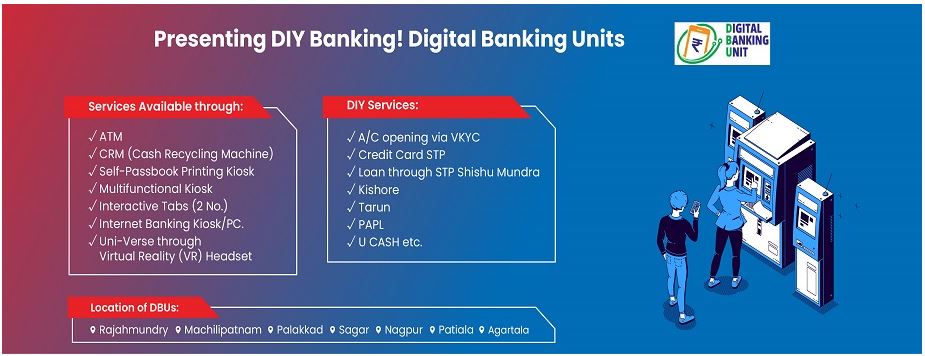 Presenting DIY Banking! Digital Banking Units
DIGITAL
BANKING
UNIT
₹
Services Available through:
✓ ATM
✓ CRM (Cash Recycling Machine)
✓ Self-Passbook Printing Kiosk
✓ Multifunctional Kiosk
✓ Interactive Tabs (2 No.)
✓ Internet Banking Kiosk/PC.
✓ Uni-Verse through
Virtual Reality (VR) Headset
DIY Services:
✓ A/C opening via VKYC
✓ Credit Card STP
✓ Loan through STP Shishu Mundra
✓ Kishore
✓ Tarun
✓ PAPL
✓ U CASH etc.
Location of DBUs:
Rajahmundry Machilipatnam Palakkad Sagar Nagpur Patiala Agartala